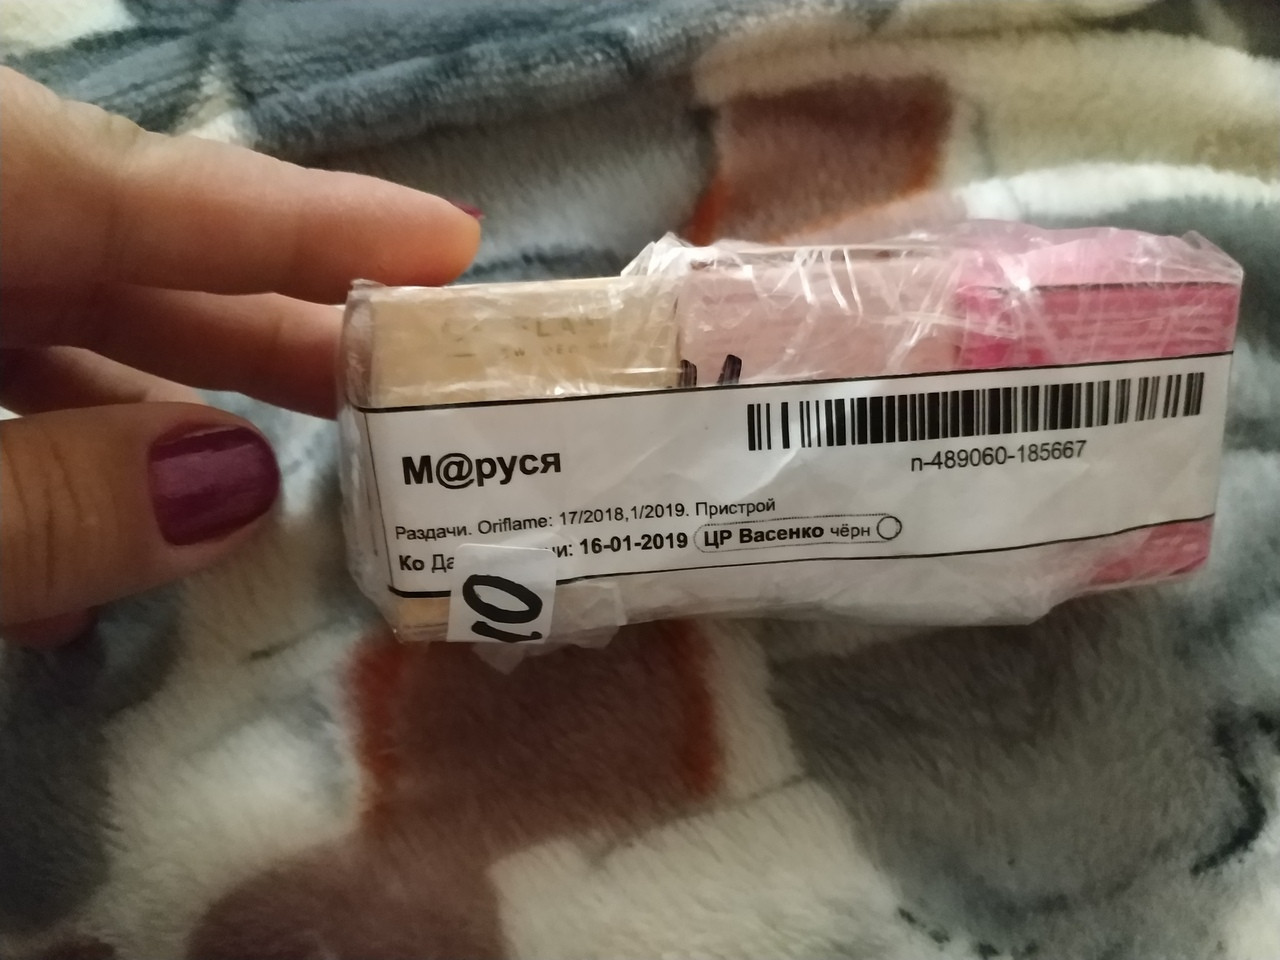 М@руся
n-489060-185667
Раздачи. Oriflame: 17/2018,1/2019. Пристрой
Ко Да чи: 16-01-2019 ЦР Васенко чёрн
10